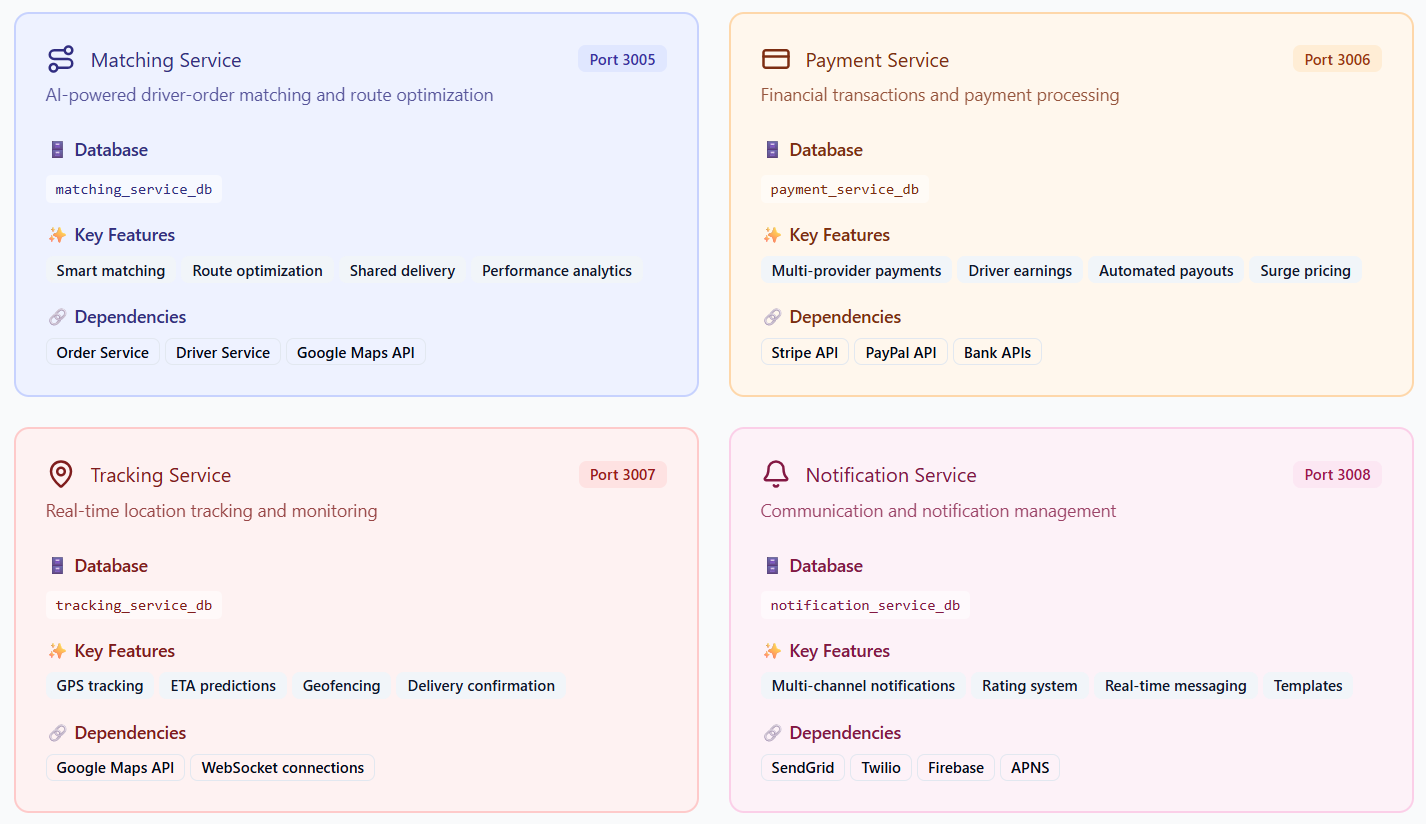 Matching Service
Port 3005
AI-powered driver-order matching and route optimization
Database
matching_service_db
Key Features
Smart matching Route optimization Shared delivery Performance analytics
Dependencies
Order Service Driver Service Google Maps API
Payment Service
Port 3006
Financial transactions and payment processing
Database
payment_service_db
Key Features
Multi-provider payments Driver earnings Automated payouts Surge pricing
Dependencies
Stripe API PayPal API Bank APIs
Tracking Service
Port 3007
Real-time location tracking and monitoring
Database
tracking_service_db
Key Features
GPS tracking ETA predictions Geofencing Delivery confirmation
Dependencies
Google Maps API WebSocket connections
Notification Service
Port 3008
Communication and notification management
Database
notification_service_db
Key Features
Multi-channel notifications Rating system Real-time messaging Templates
Dependencies
SendGrid Twilio Firebase APNS